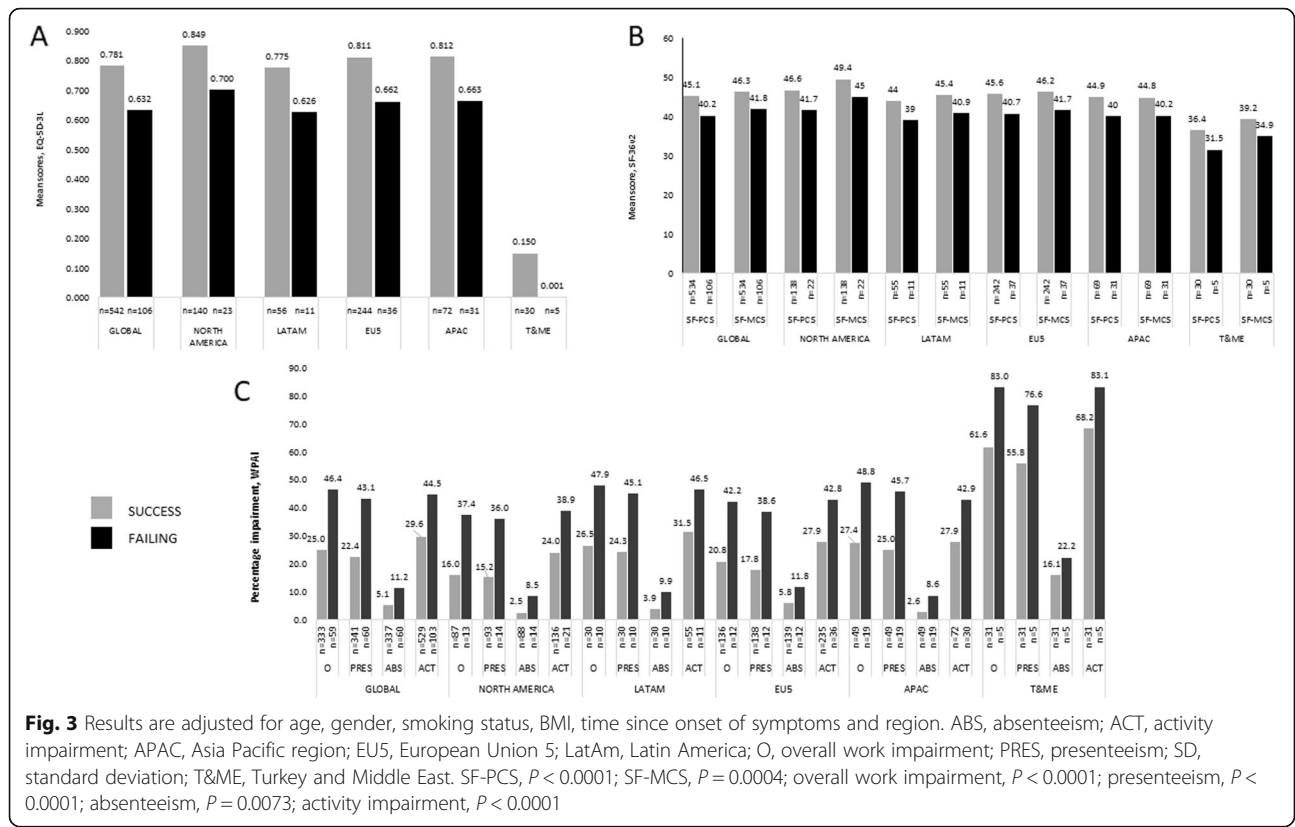 A
Mean scores, EQ-5D-3L
0.900
0.800
0.700
0.600
0.500
0.400
0.300
0.200
0.100
0.000
0.781
0.632
0.849
0.700
0.775
0.626
0.811
0.662
0.812
0.663
0.150
0.001
n=542 n=106 n=140 n=23 n=56 n=11 n=244 n=36 n=72 n=31 n=30 n=5
GLOBAL NORTH AMERICA LATAM EU5 APAC T&ME
B
Mean score, SF-36v2
60
50
40
30
20
10
0
45.1 40.2 46.3 41.8 46.6 41.7 49.4 45 44 39 45.4 40.9 45.6 40.7 46.2 41.7 44.9 40 44.8 40.2 36.4 31.5 39.2 34.9
n=534 n=106 n=534 n=106 n=138 n=22 n=138 n=22 n=55 n=11 n=55 n=11 n=242 n=37 n=242 n=37 n=69 n=31 n=69 n=31 n=30 n=5 n=30 n=5
SF-PCS SF-MCS SF-PCS SF-MCS SF-PCS SF-MCS SF-PCS SF-MCS SF-PCS SF-MCS SF-PCS SF-MCS
GLOBAL NORTH AMERICA LATAM EU5 APAC T&ME
C
Percentage impairment, WPAI
90.0
80.0
70.0
60.0
50.0
40.0
30.0
20.0
10.0
0.0
25.0 46.4 22.4 43.1 5.1 11.2 29.6 44.5 16.0 37.4 15.2 36.0 2.5 8.5 24.0 38.9 26.5 47.9 24.3 45.1 3.9 9.9 31.5 46.5 20.8 42.2 17.8 38.6 5.8 11.8 27.9 42.8 27.4 48.8 25.0 45.7 2.6 8.6 27.9 42.9 61.6 83.0 55.8 76.6 16.1 22.2 68.2 83.1
n=333 n=59 n=341 n=60 n=337 n=60 n=529 n=103 n=87 n=13 n=93 n=14 n=88 n=14 n=136 n=21 n=30 n=10 n=30 n=10 n=30 n=10 n=55 n=11 n=136 n=12 n=138 n=12 n=139 n=12 n=235 n=36 n=49 n=19 n=49 n=19 n=49 n=19 n=72 n=30 n=31 n=5 n=31 n=5 n=31 n=5 n=31 n=5
O PRES ABS ACT O PRES ABS ACT O PRES ABS ACT O PRES ABS ACT O PRES ABS ACT O PRES ABS ACT
GLOBAL NORTH AMERICA LATAM EU5 APAC T&ME
SUCCESS
FAILING
Fig. 3 Results are adjusted for age, gender, smoking status, BMI, time since onset of symptoms and region. ABS, absenteeism; ACT, activity
impairment; APAC, Asia Pacific region; EU5, European Union 5; LatAm, Latin America; O, overall work impairment; PRES, presenteeism; SD,
standard deviation; T&ME, Turkey and Middle East. SF-PCS, P < 0.0001; SF-MCS, P = 0.0004; overall work impairment, P < 0.0001; presenteeism, P <
0.0001; absenteeism, P = 0.0073; activity impairment, P < 0.0001